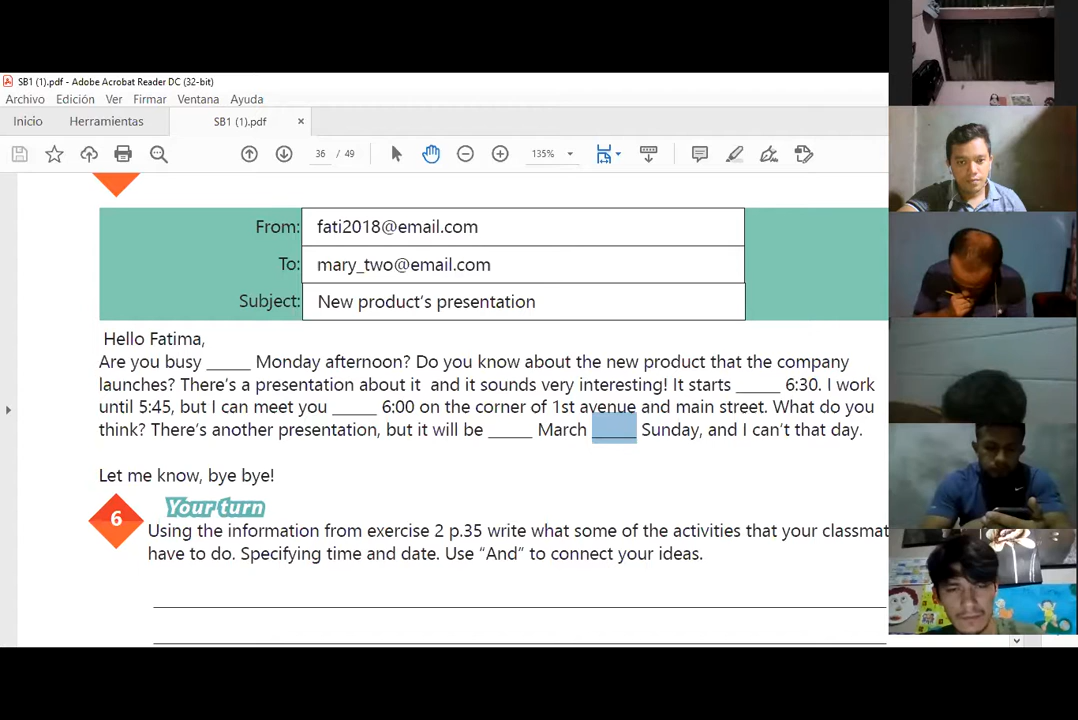 SB1 (1).pdf - Adobe Acrobat Reader DC (32-bit)
Archivo Edición Ver Firmar Ventana Ayuda
Inicio Herramientas SB1 (1).pdf ×
36 / 49 135%
From: fati2018@email.com
To: mary_two@email.com
Subject: New product's presentation
Hello Fatima,
Are you busy _____ Monday afternoon? Do you know about the new product that the company
launches? There's a presentation about it and it sounds very interesting! It starts _____ 6:30. I work
until 5:45, but I can meet you _____ 6:00 on the corner of 1st avenue and main street. What do you
think? There's another presentation, but it will be _____ March _____ Sunday, and I can't that day.
Let me know, bye bye!
6 Your turn
Using the information from exercise 2 p.35 write what some of the activities that your classmat
have to do. Specifying time and date. Use “And” to connect your ideas.